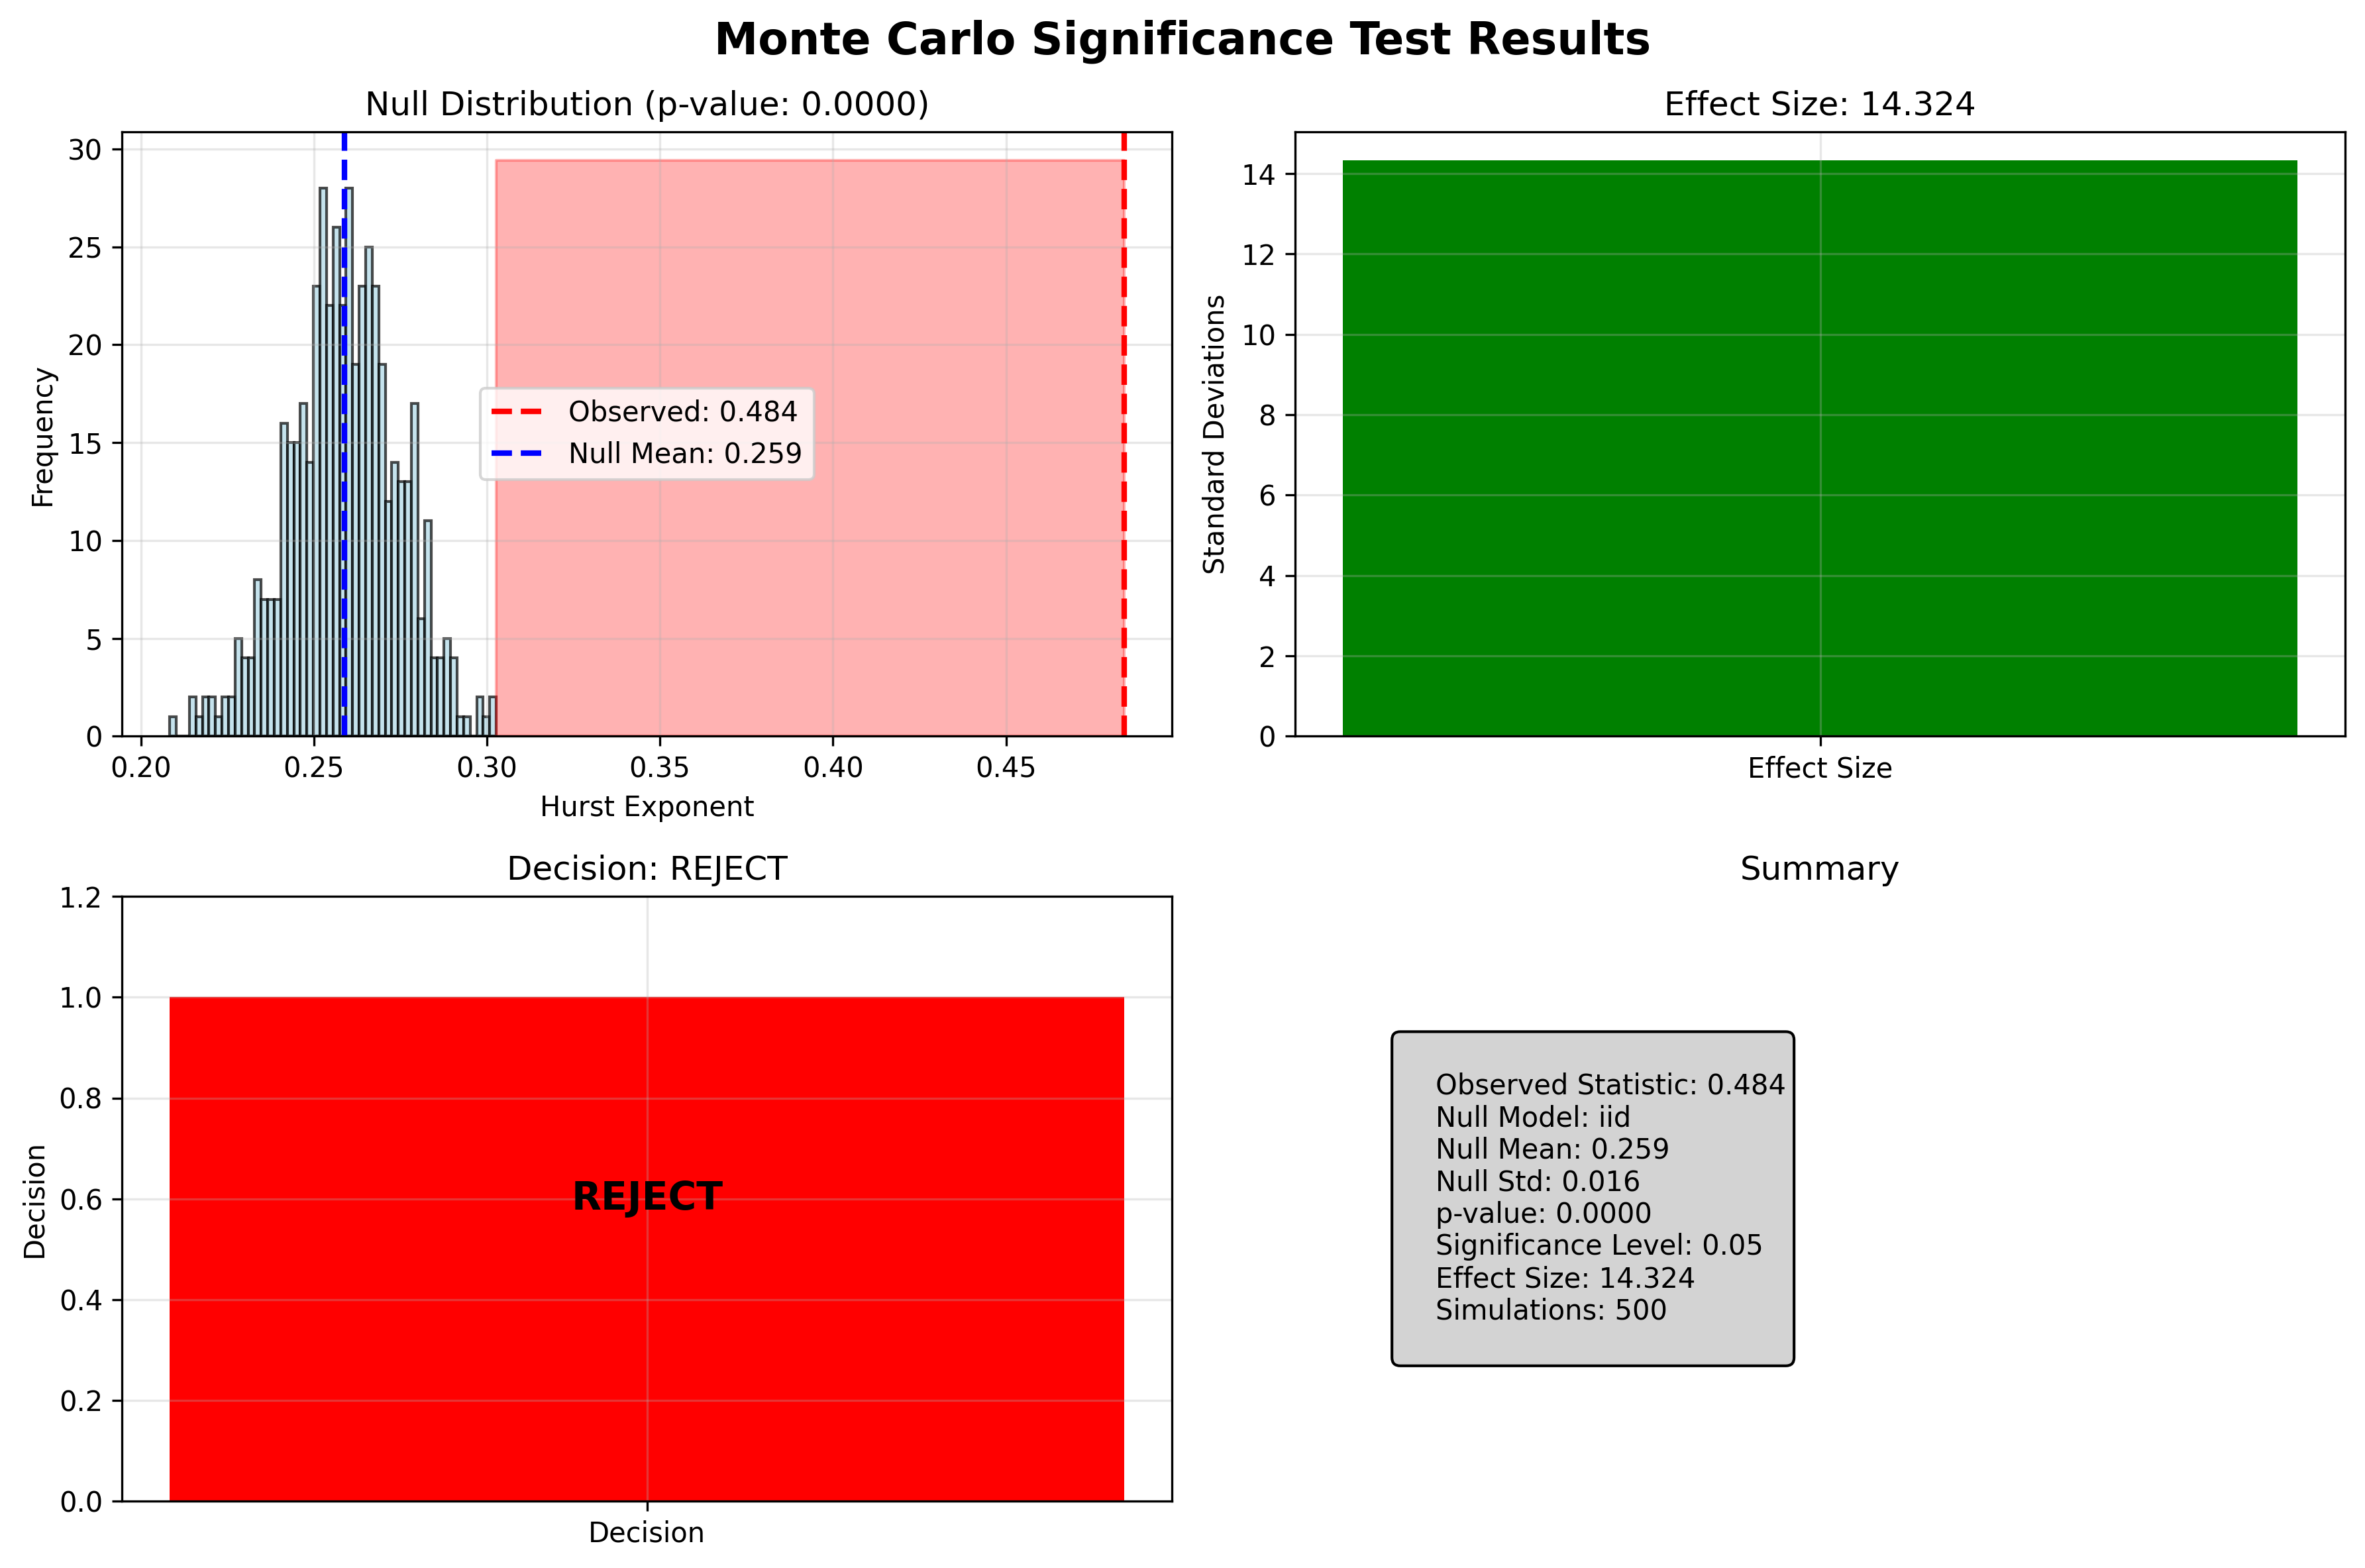 Monte Carlo Significance Test Results
Null Distribution (p-value: 0.0000)
30
25
20
15
10
5
0
Frequency
Observed: 0.484
Null Mean: 0.259
0.20 0.25 0.30 0.35 0.40 0.45
Hurst Exponent
Effect Size: 14.324
14
12
10
8
6
4
2
0
Standard Deviations
Effect Size
Decision: REJECT
1.2
1.0
0.8
0.6
0.4
0.2
0.0
Decision
REJECT
Decision
Summary
Observed Statistic: 0.484
Null Model: iid
Null Mean: 0.259
Null Std: 0.016
p-value: 0.0000
Significance Level: 0.05
Effect Size: 14.324
Simulations: 500